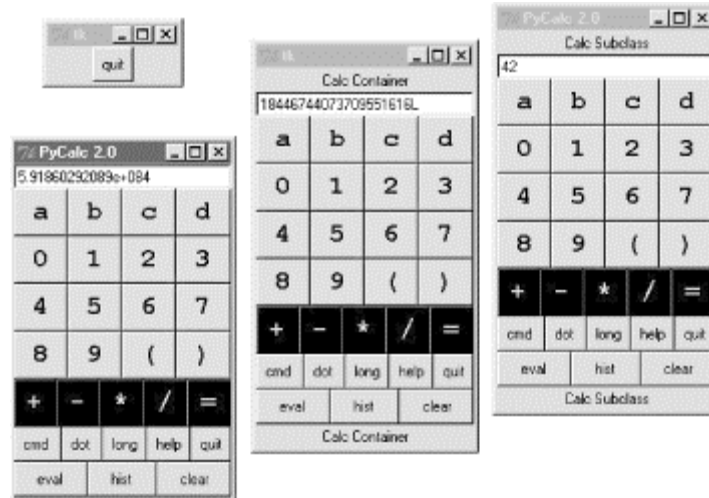 tk
quit
PyCalc 2.0
5.91860292089e+084
a b c d
0 1 2 3
4 5 6 7
8 9 ( )
+ - * / =
cmd dot long help quit
eval hist clear
tk
Calc Container
18446744073709551616L
a b c d
0 1 2 3
4 5 6 7
8 9 ( )
+ - * / =
cmd dot long help quit
eval hist clear
Calc Container
PyCalc 2.0
Calc Subclass
42
a b c d
0 1 2 3
4 5 6 7
8 9 ( )
+ - * / =
cmd dot long help quit
eval hist clear
Calc Subclass